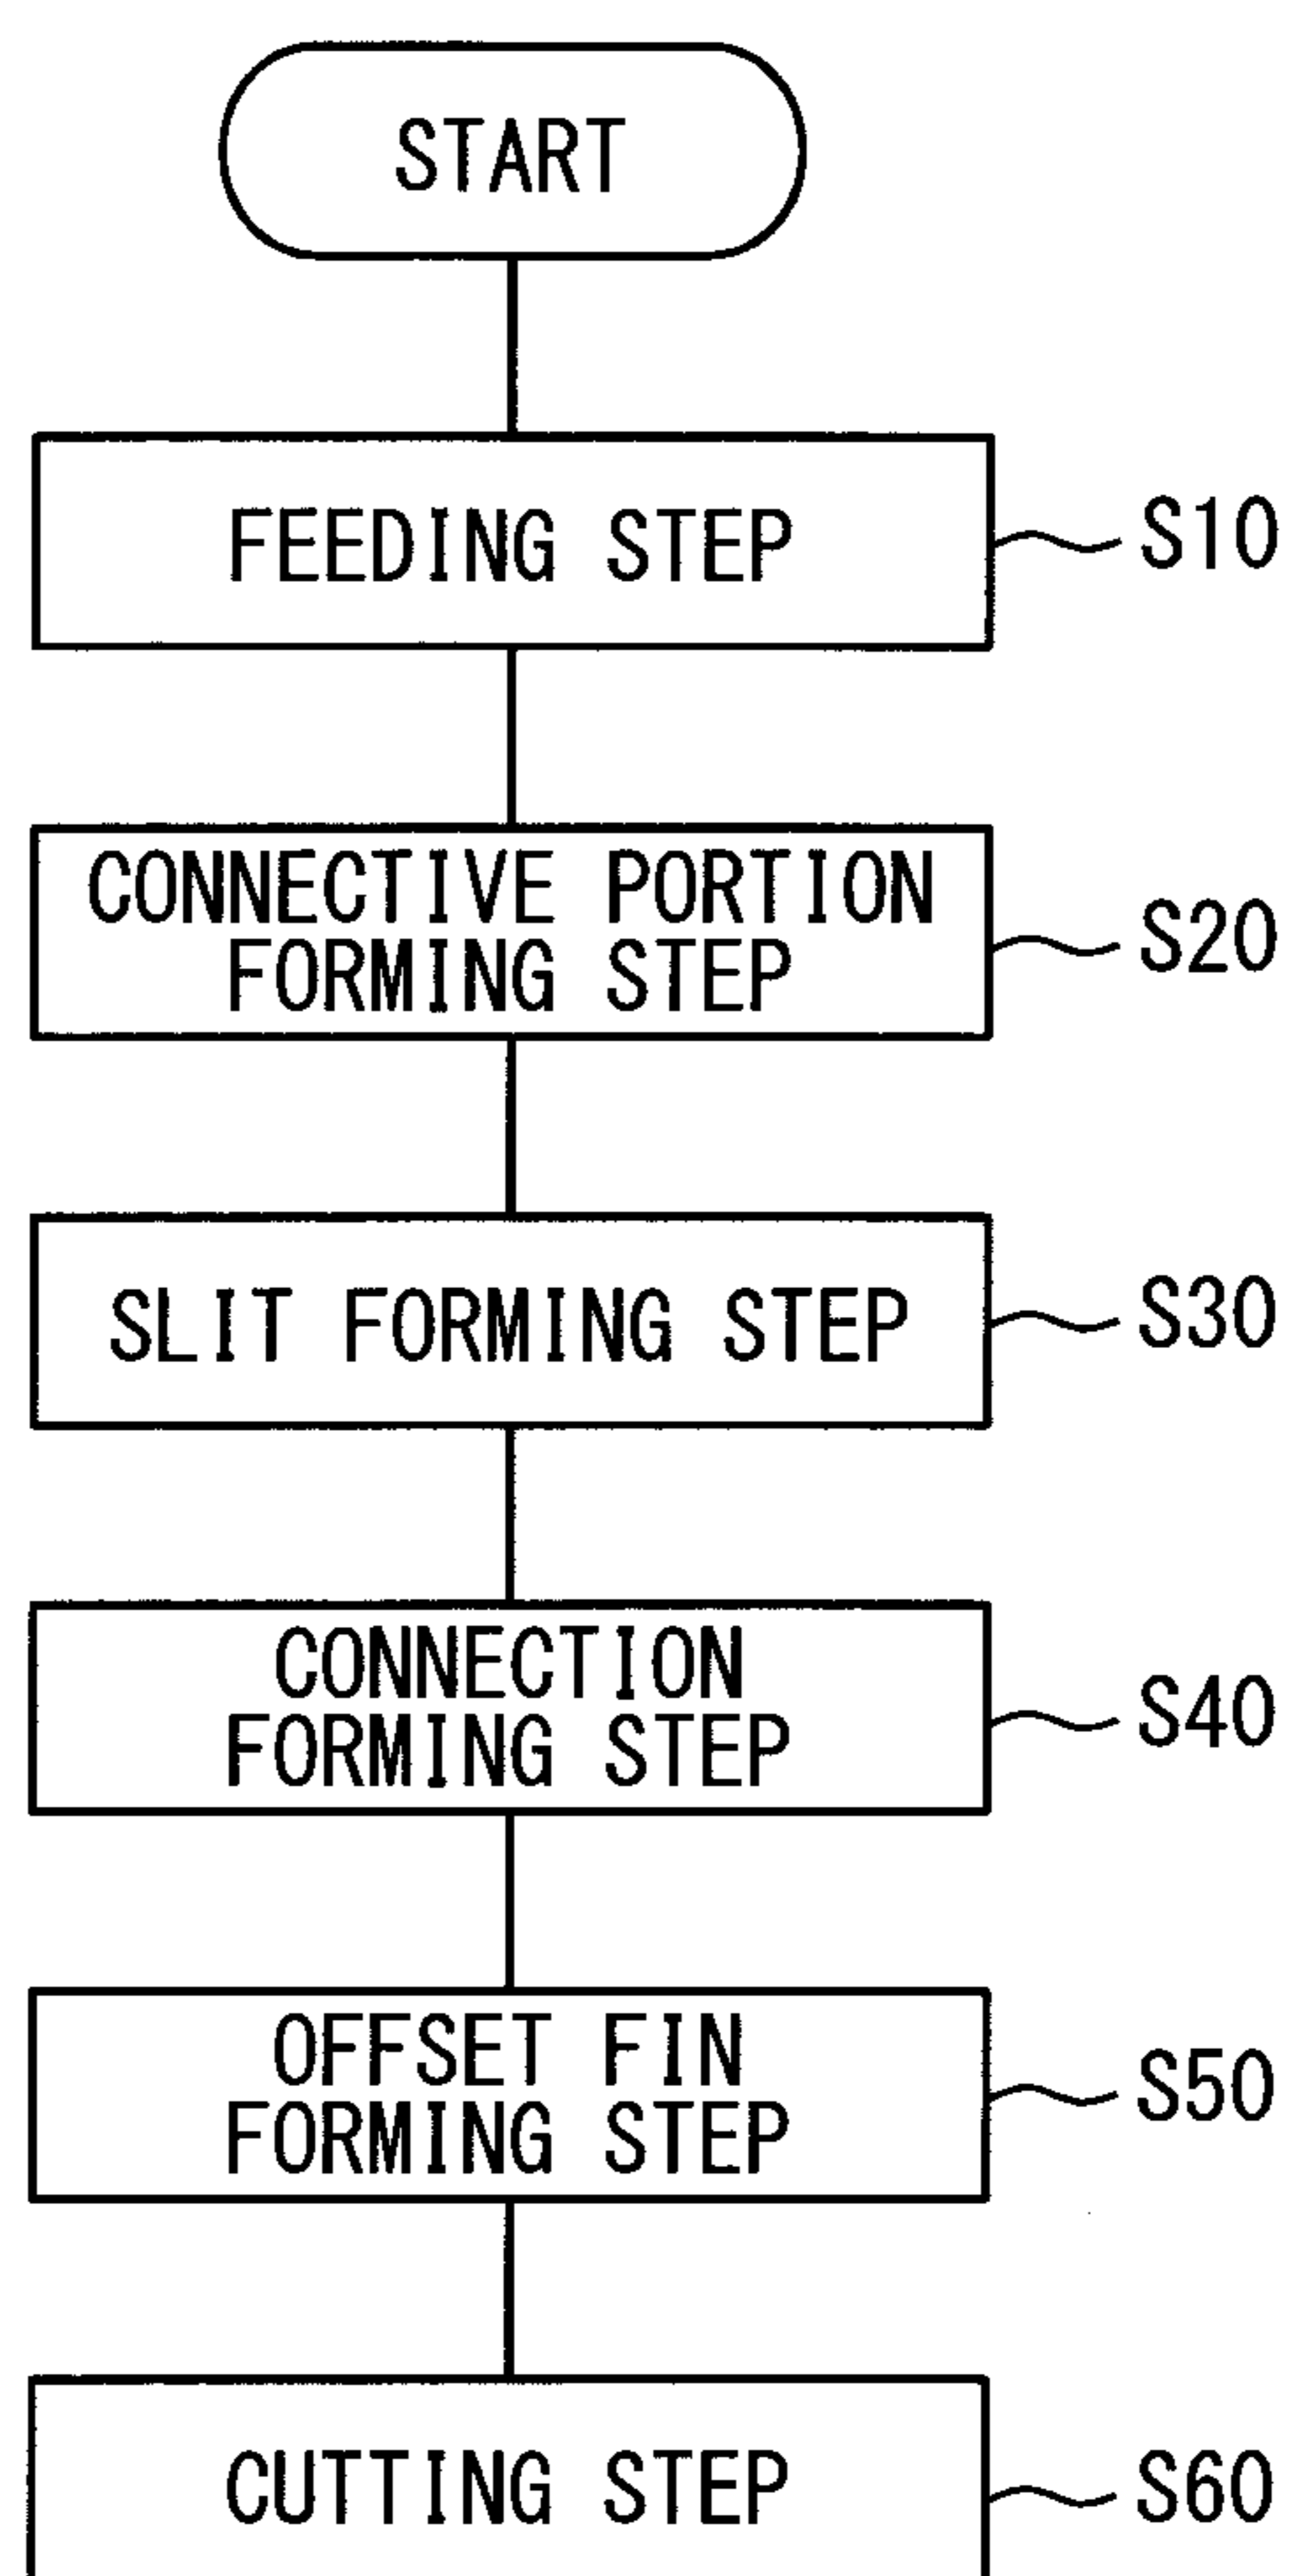 START
FEEDING STEP
S10
CONNECTIVE PORTION
FORMING STEP
S20
SLIT FORMING STEP
S30
CONNECTION
FORMING STEP
S40
OFFSET FIN
FORMING STEP
S50
CUTTING STEP
S60